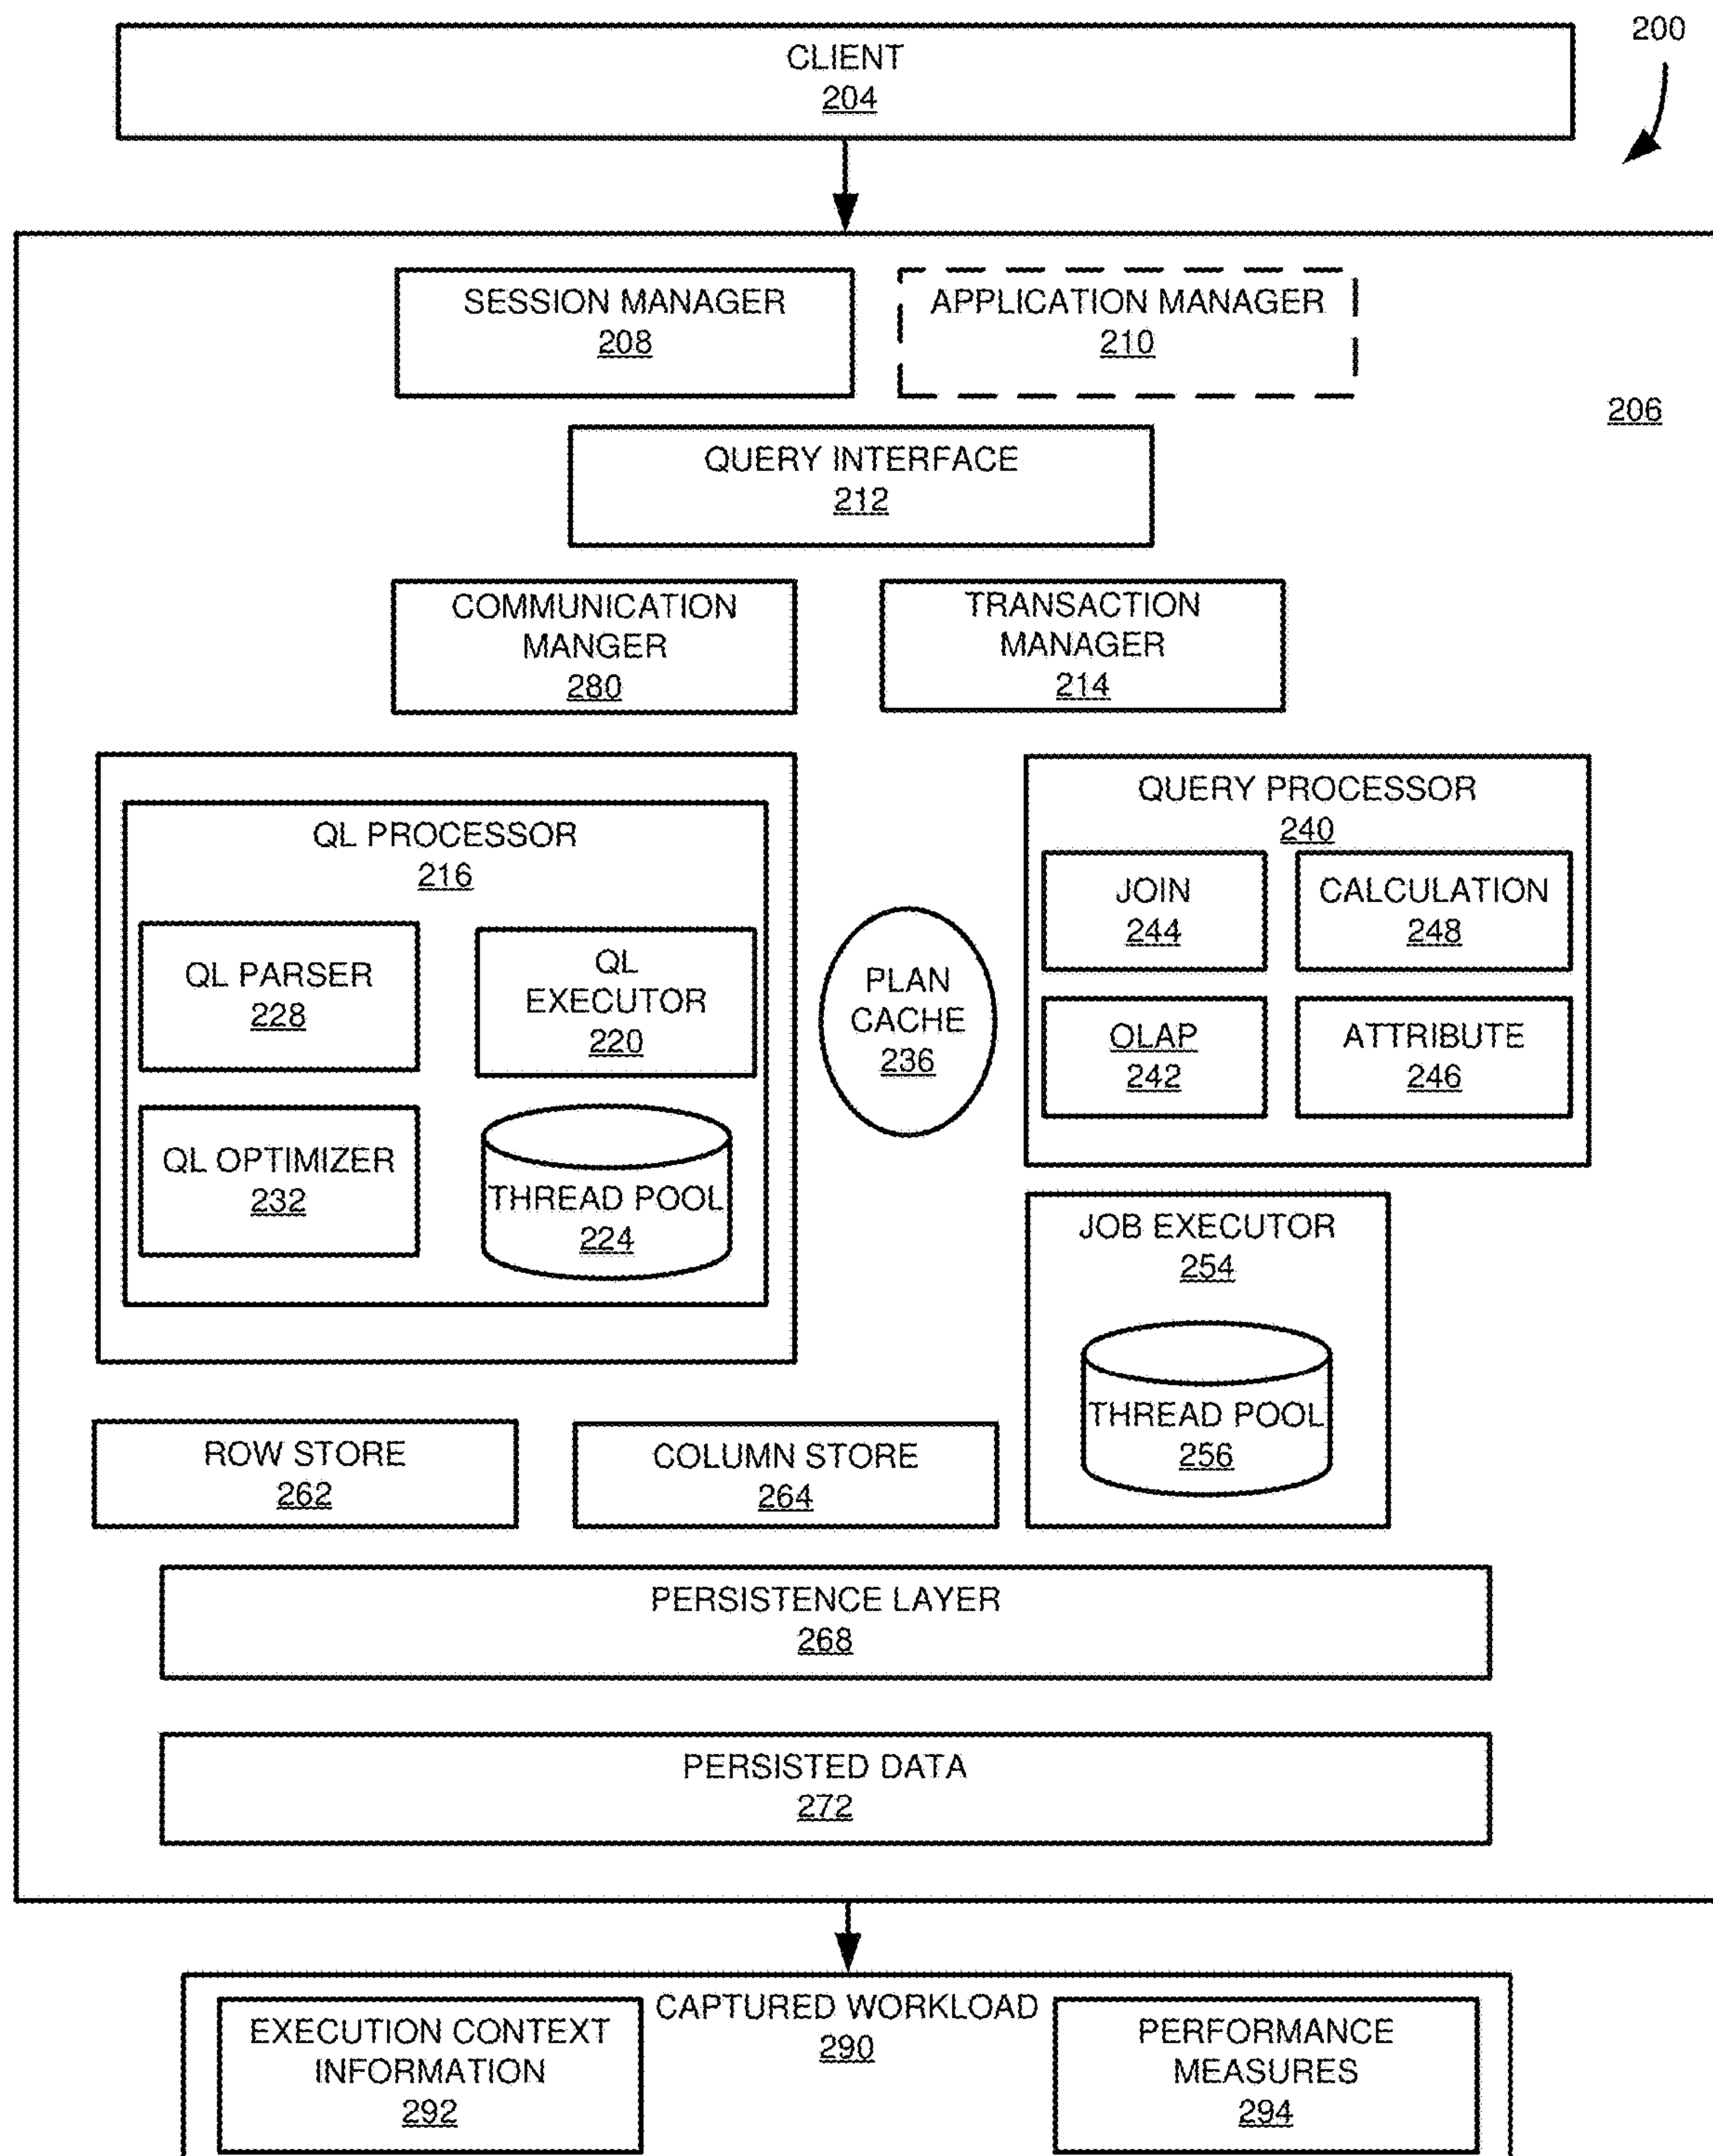 200
CLIENT
204
SESSION MANAGER
208
APPLICATION MANAGER
210
206
QUERY INTERFACE
212
COMMUNICATION
MANGER
280
TRANSACTION
MANAGER
214
QL PROCESSOR
216
QL PARSER
228
QL
EXECUTOR
220
QL OPTIMIZER
232
THREAD POOL
224
PLAN
CACHE
236
QUERY PROCESSOR
240
JOIN
244
CALCULATION
248
OLAP
242
ATTRIBUTE
246
JOB EXECUTOR
254
THREAD POOL
256
ROW STORE
262
COLUMN STORE
264
PERSISTENCE LAYER
268
PERSISTED DATA
272
CAPTURED WORKLOAD
290
EXECUTION CONTEXT
INFORMATION
292
PERFORMANCE
MEASURES
294